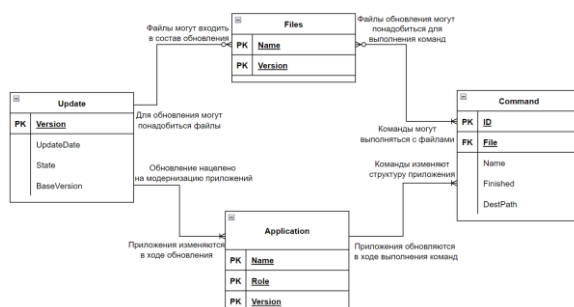 Files
PK Name
PK Version
Файлы могут входить
в состав обновления
Файлы обновления могут
понадобиться для
выполнения команд
Update
PK Version
UpdateDate
State
BaseVersion
Для обновления могут
понадобиться файлы
Обновление нацелено
на модернизацию приложений
Command
PK ID
FK File
Name
Finished
DestPath
Команды могут
выполняться с файлами
Команды изменяют
структуру приложения
Приложения изменяются
в ходе обновления
Приложения обновляются
в ходе выполнения команд
Application
PK Name
PK Role
PK Version